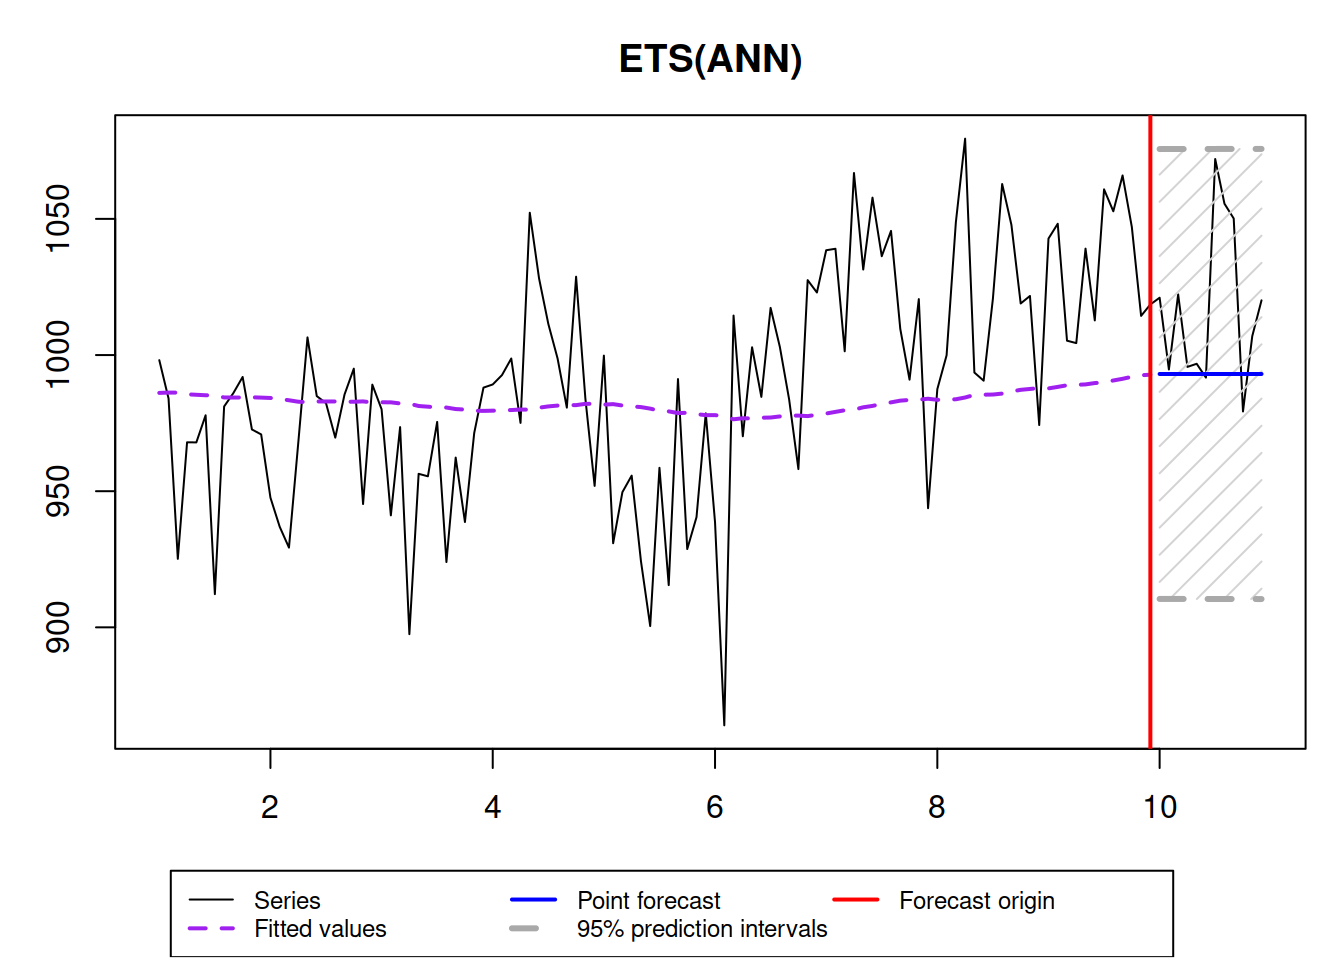 ETS(ANN)
1050
1000
950
900
2 4 6 8 10
Series Point forecast Forecast origin
Fitted values 95% prediction intervals